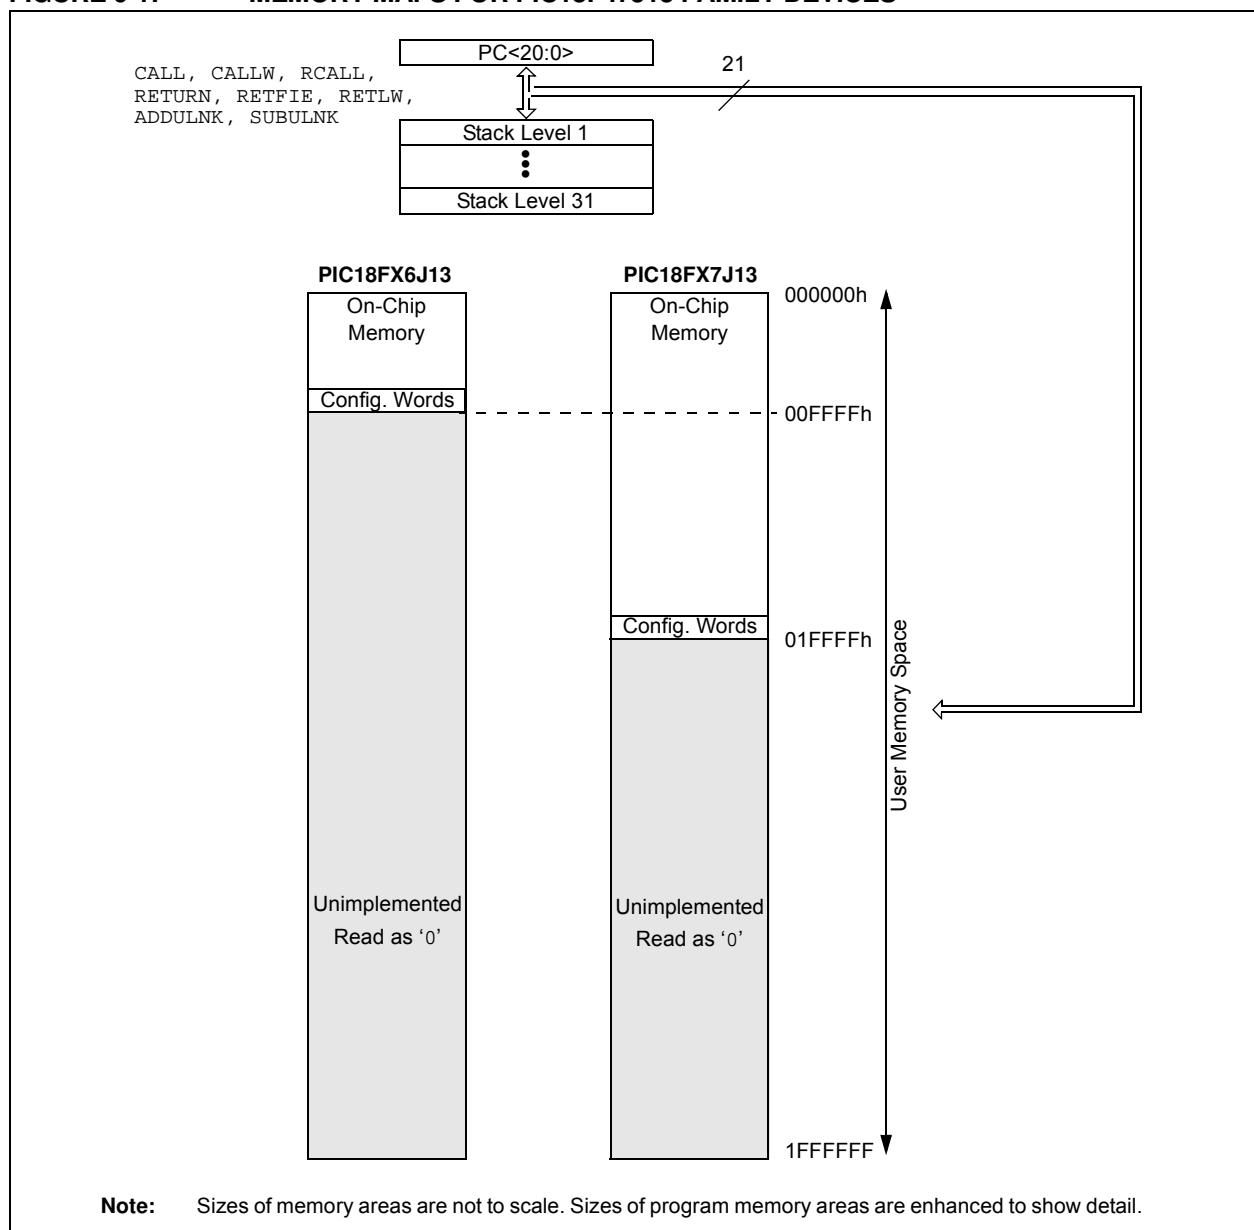 PC<20:0>
21
CALL, CALLW, RCALL,
RETURN, RETFIE, RETLW,
ADDULNK, SUBULNK
Stack Level 1
Stack Level 31
PIC18FX6J13
PIC18FX7J13
000000h
On-Chip
Memory
On-Chip
Memory
Config. Words
00FFFFh
Config. Words
01FFFFh
User Memory Space
Unimplemented
Read as ‘0’
Unimplemented
Read as ‘0’
1FFFFFF
Note: Sizes of memory areas are not to scale. Sizes of program memory areas are enhanced to show detail.